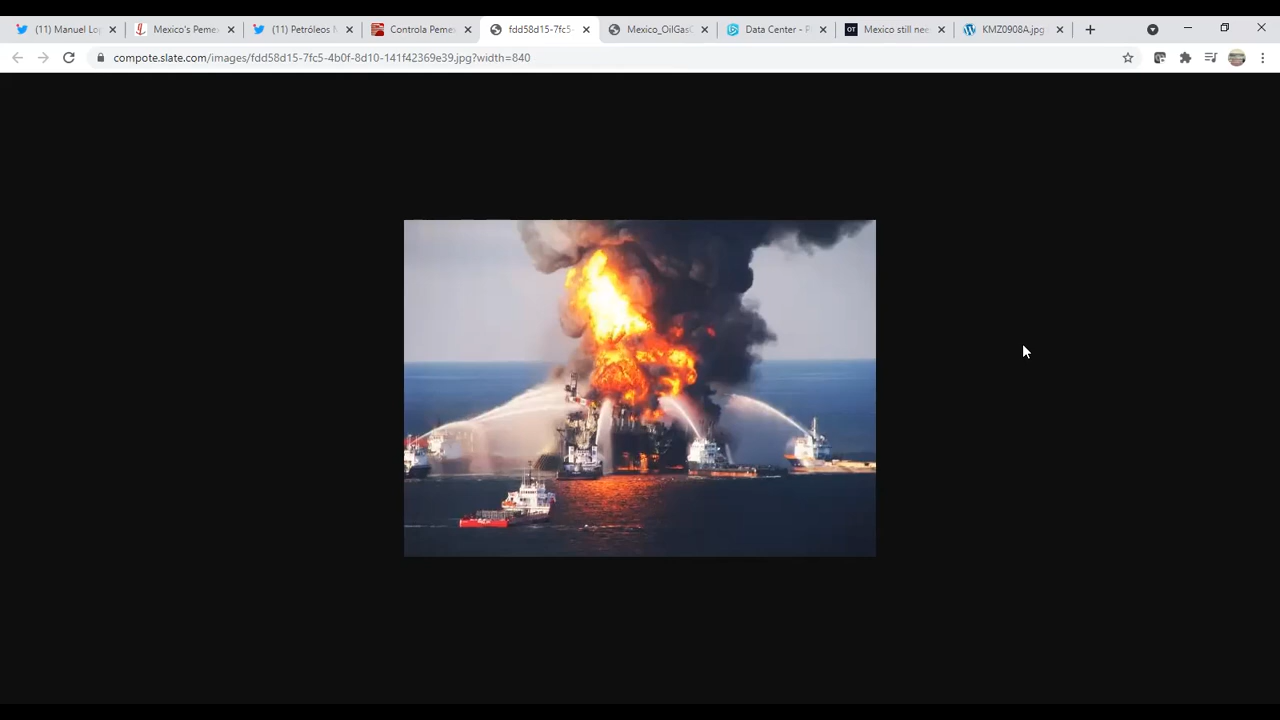 (11) Manuel Lo
Mexico's Peme
(11) Petróleos
Controla Peme
fdd58d15-7fc5-
Mexico_OilGas
Data Center - P
OT
Mexico still nee
KMZ0908A.jpg
compote.slate.com/images/fdd58d15-7fc5-4b0f-8d10-141f42369e39.jpg?width=840